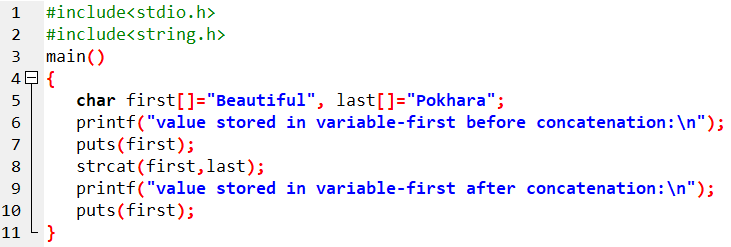 1 #include<stdio.h>
2 #include<string.h>
3 main()
4 {
5 char first[]="Beautiful", last[]="Pokhara";
6 printf("value stored in variable-first before concatenation:\n");
7 puts(first);
8 strcat(first,last);
9 printf("value stored in variable-first after concatenation:\n");
10 puts(first);
11 }